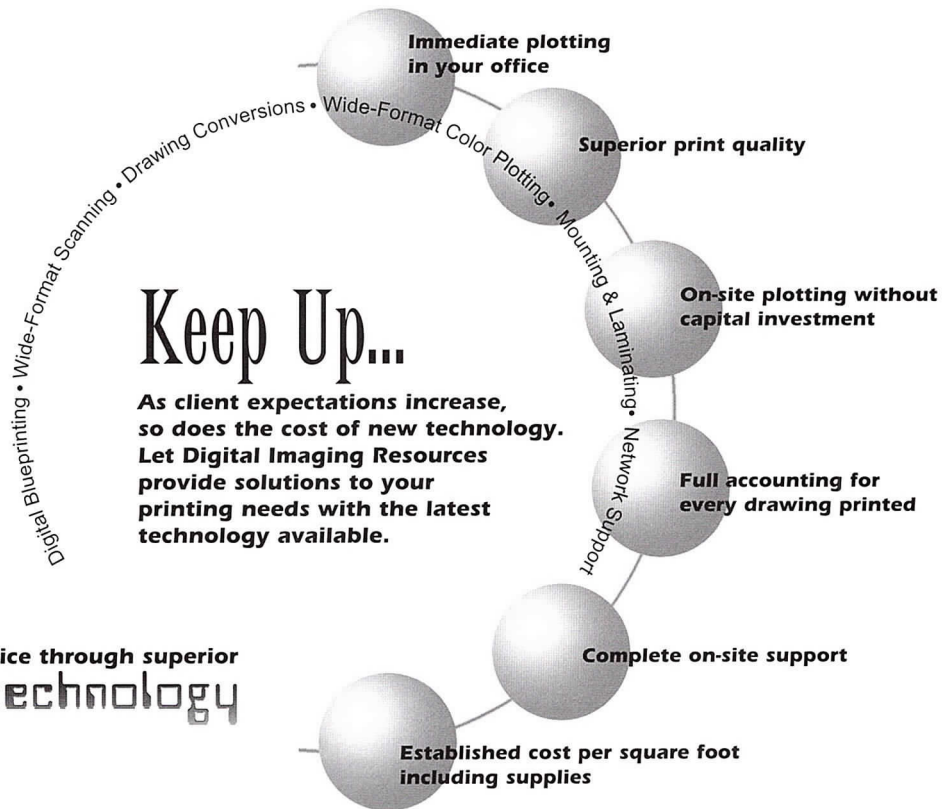 Immediate plotting
in your office
Superior print quality
On-site plotting without
capital investment
Full accounting for
every drawing printed
Complete on-site support
Established cost per square foot
including supplies
Digital Blueprinting • Wide-Format Scanning • Drawing Conversions • Wide-Format Color Plotting • Mounting & Laminating • Network Support
Keep Up...
As client expectations increase,
so does the cost of new technology.
Let Digital Imaging Resources
provide solutions to your
printing needs with the latest
technology available.
through superior